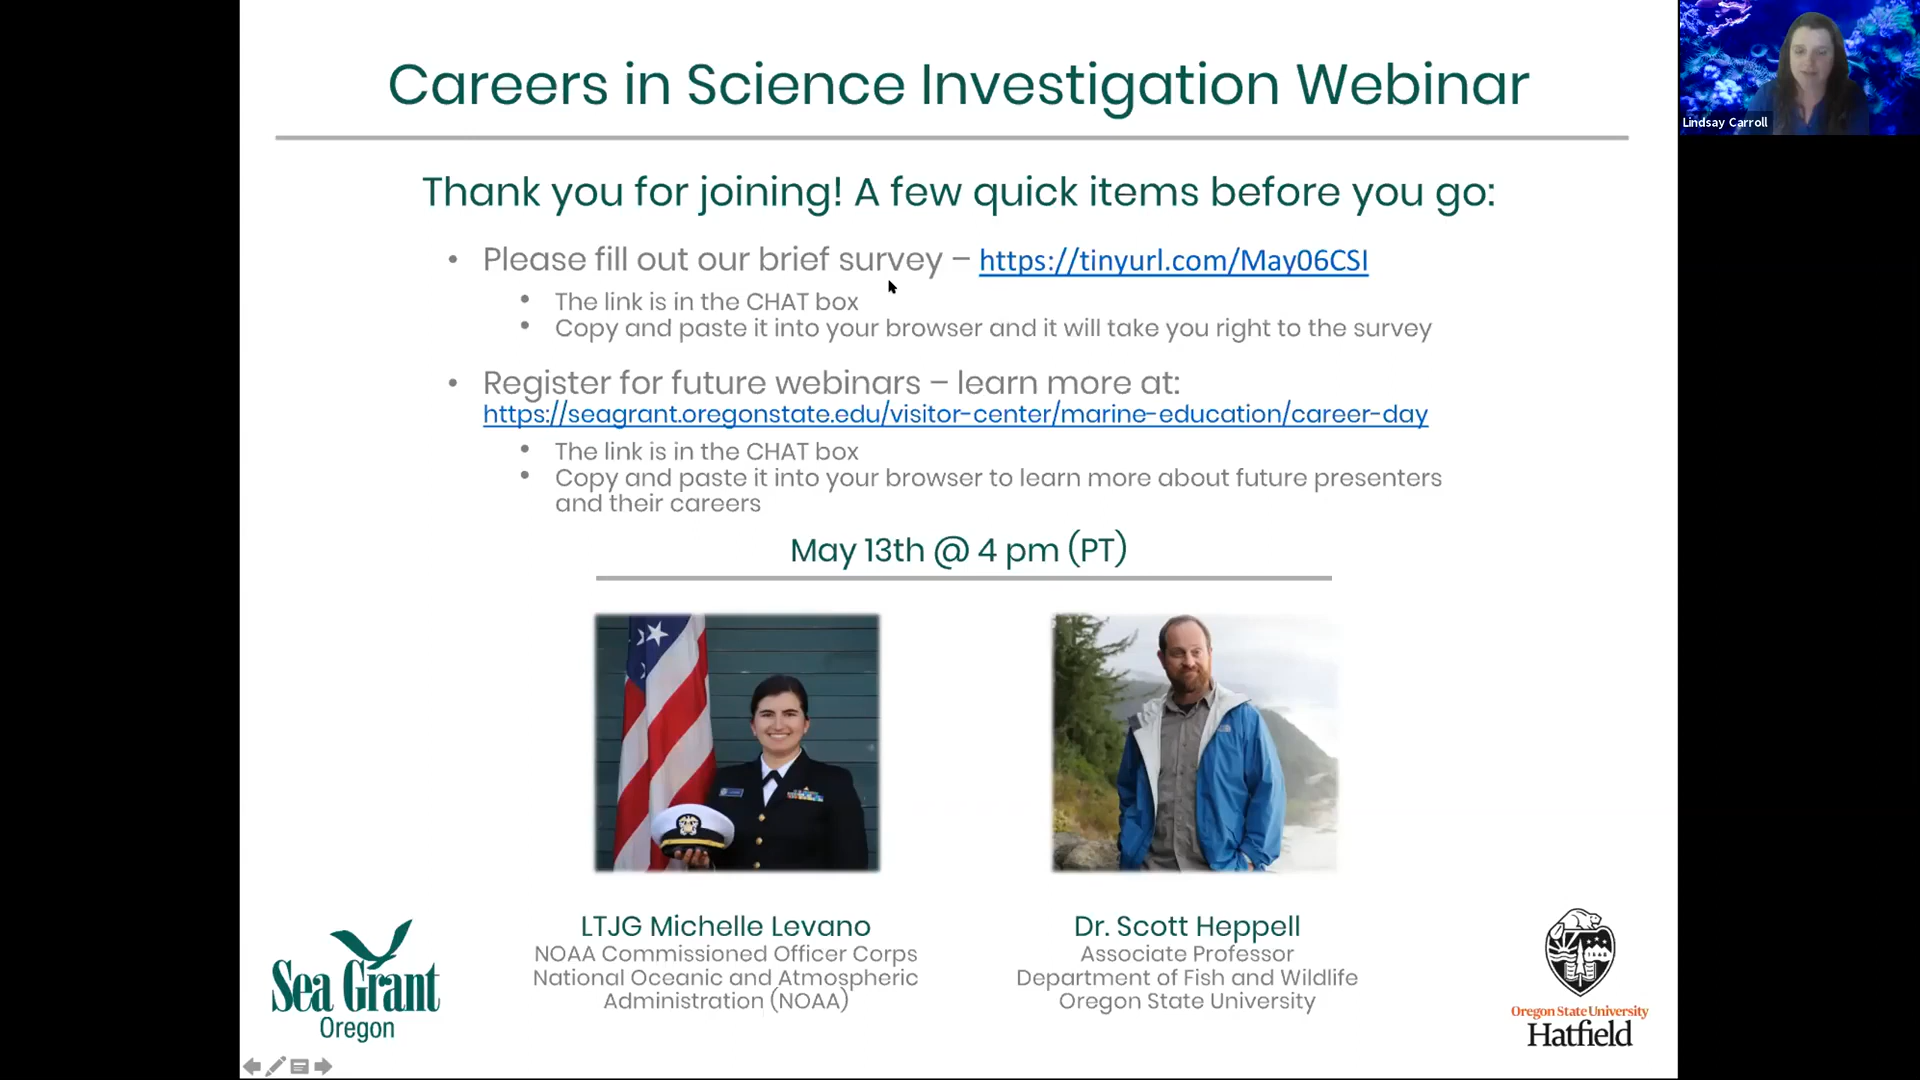 Careers in Science Investigation Webinar
Lindsay Carroll
Thank you for joining! A few quick items before you go:
• Please fill out our brief survey – https://tinyurl.com/May06CSI
• The link is in the CHAT box
• Copy and paste it into your browser and it will take you right to the survey
• Register for future webinars – learn more at:
https://seagrant.oregonstate.edu/visitor-center/marine-education/career-day
• The link is in the CHAT box
• Copy and paste it into your browser to learn more about future presenters
and their careers
May 13th @ 4 pm (PT)
LTJG Michelle Levano
NOAA Commissioned Officer Corps
National Oceanic and Atmospheric
Administration (NOAA)
Dr. Scott Heppell
Associate Professor
Department of Fish and Wildlife
Oregon State University
Sea Grant
Oregon
Oregon State University
Hatfield